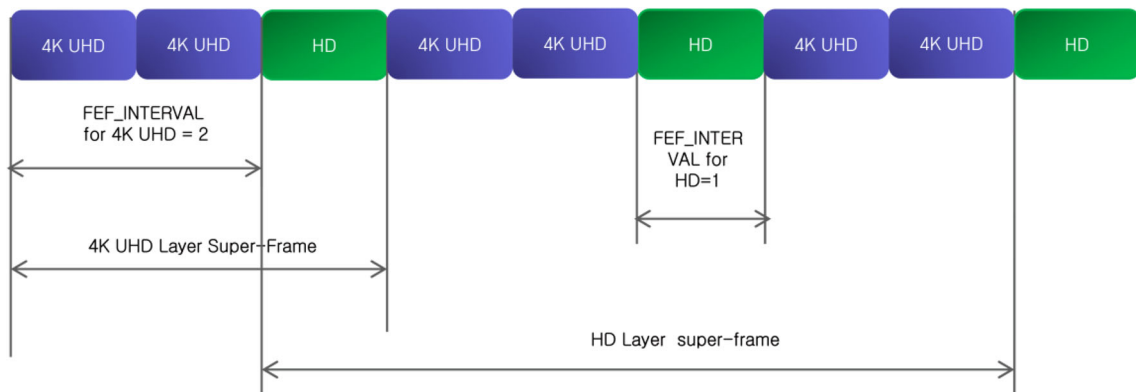 4K UHD 4K UHD HD 4K UHD 4K UHD HD 4K UHD 4K UHD HD
FEF_INTERVAL
for 4K UHD = 2
FEF_INTER
VAL for
HD=1
4K UHD Layer Super-Frame
HD Layer super-frame